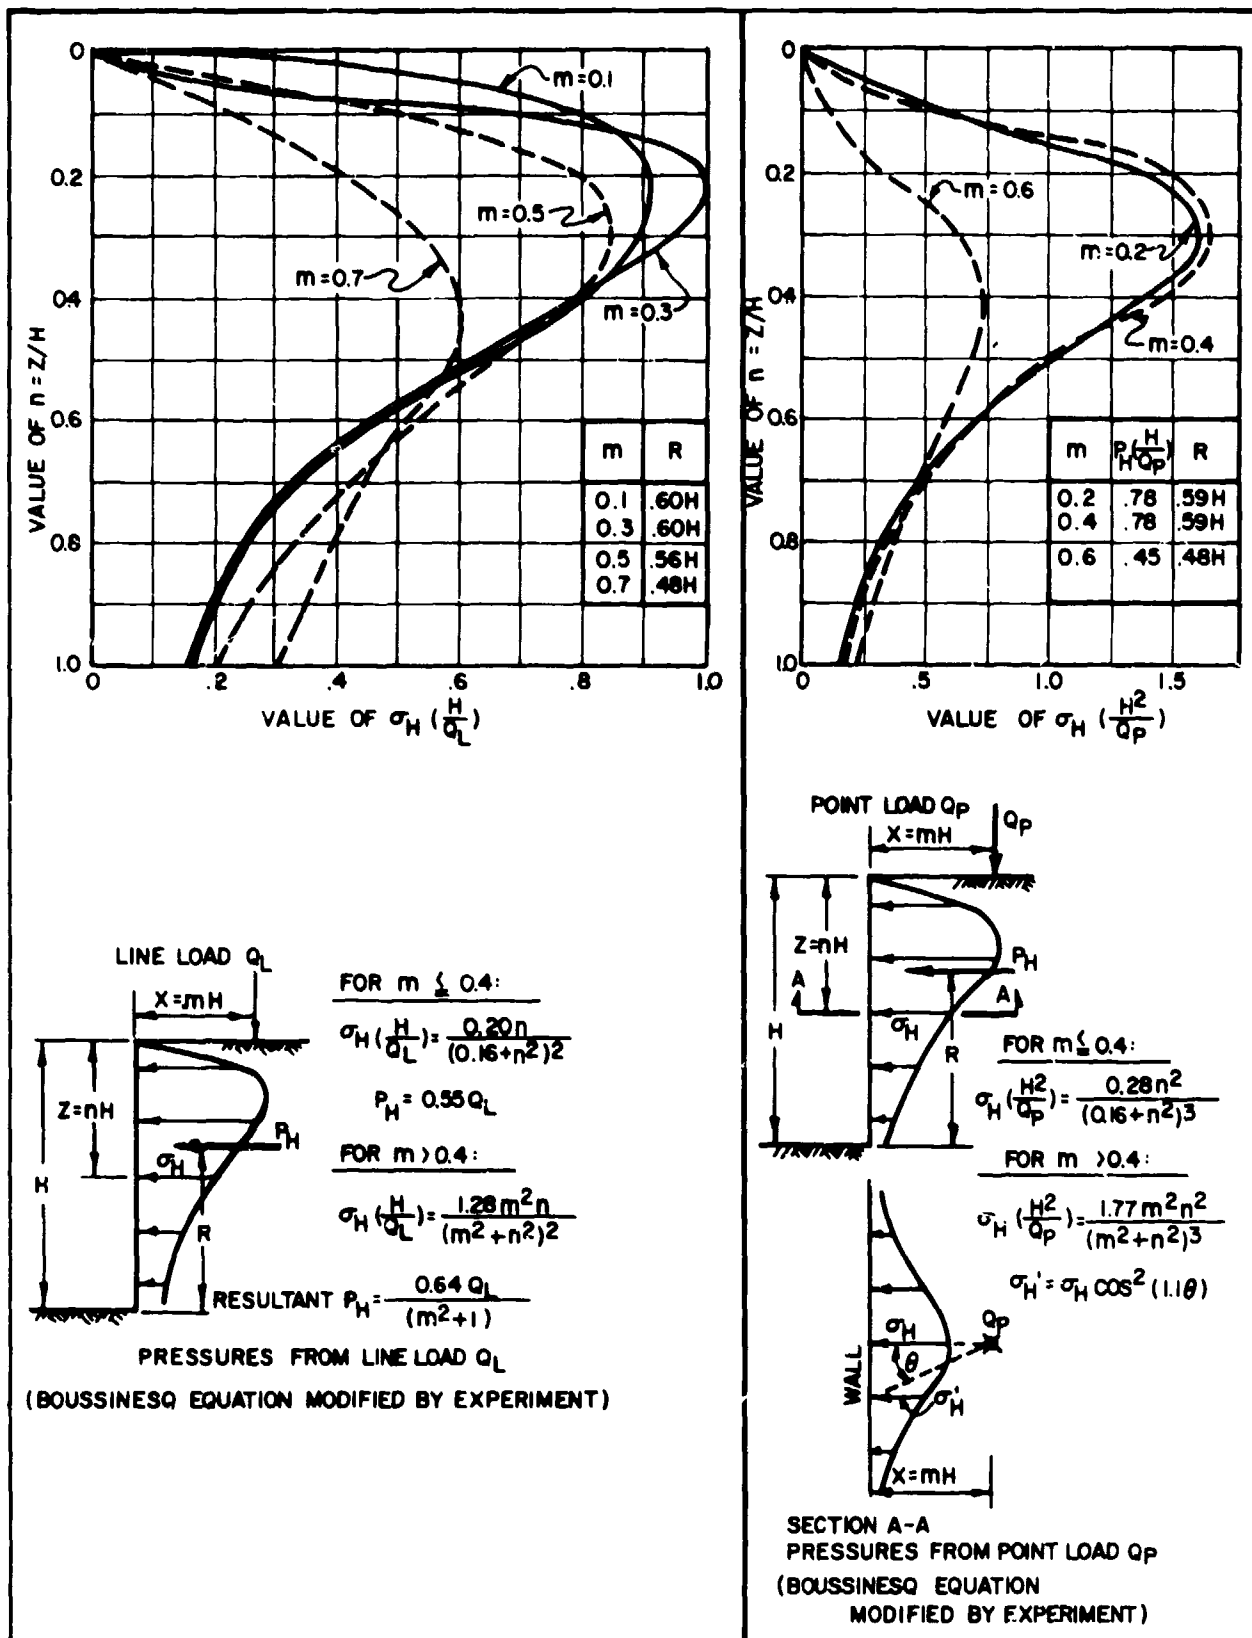 0
0.2
0.4
0.6
0.8
1.0
VALUE OF n = Z/H
m=0.1
m=0.5
m=0.7
m=0.3
m R
0.1 .60H
0.3 .60H
0.5 .56H
0.7 .48H
0 .2 .4 .6 .8 1.0
VALUE OF σH (H/QL)
LINE LOAD QL
X=mH
Z=nH
H
σH
PH
R
FOR m ≦ 0.4:
σH (H/QL) = 0.20n/(0.16+n²)²
PH = 0.55 QL
FOR m > 0.4:
σH (H/QL) = 1.28m²n/(m²+n²)²
RESULTANT PH = 0.64 QL/(m²+1)
PRESSURES FROM LINE LOAD QL
(BOUSSINESQ EQUATION MODIFIED BY EXPERIMENT)
0
0.2
0.4
0.6
0.8
1.0
VALUE OF n = Z/H
m=0.6
m=0.2
m=0.4
m PH(H/QP) R
0.2 .78 .59H
0.4 .78 .59H
0.6 .45 .48H
0 .5 1.0 1.5
VALUE OF σH (H²/QP)
POINT LOAD QP
X=mH
QP
Z=nH
H
PH
A A
σH
R
FOR m ≦ 0.4:
σH (H²/QP) = 0.28n²/(0.16+n²)³
FOR m > 0.4:
σH (H²/QP) = 1.77m²n²/(m²+n²)³
σH' = σH COS² (1.1θ)
σH
QP
θ
WALL
σH'
X=mH
SECTION A-A
PRESSURES FROM POINT LOAD QP
(BOUSSINESQ EQUATION
MODIFIED BY EXPERIMENT)